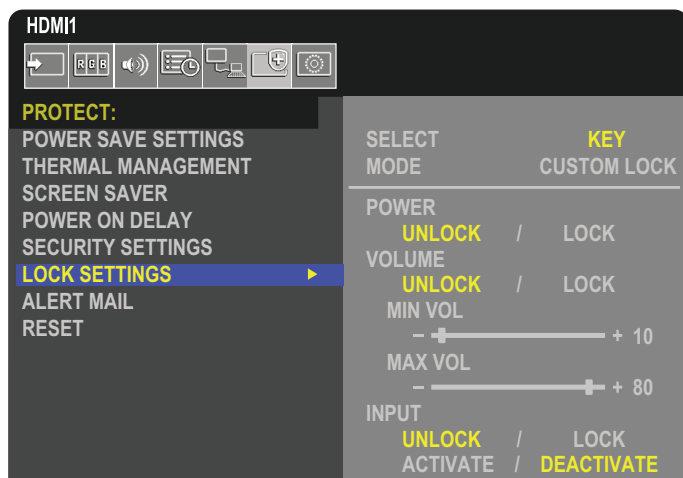 HDMI1
R G B
PROTECT:
POWER SAVE SETTINGS
THERMAL MANAGEMENT
SCREEN SAVER
POWER ON DELAY
SECURITY SETTINGS
LOCK SETTINGS
ALERT MAIL
RESET
SELECT KEY
MODE CUSTOM LOCK
POWER
UNLOCK / LOCK
VOLUME
UNLOCK / LOCK
MIN VOL
− + 10
MAX VOL
− + 80
INPUT
UNLOCK / LOCK
ACTIVATE / DEACTIVATE